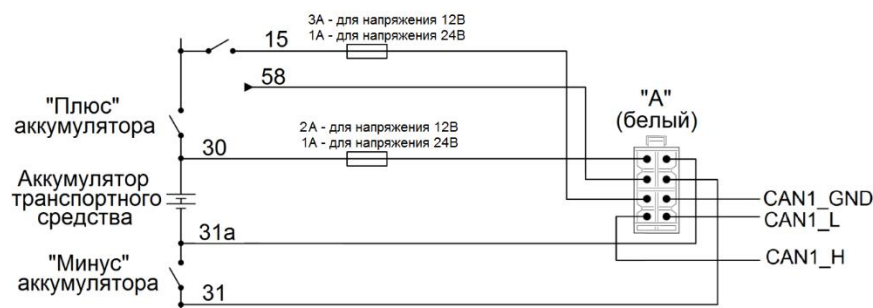 3А - для напряжения 12В
1А - для напряжения 24В
15
58
"Плюс"
аккумулятора
2А - для напряжения 12В
1А - для напряжения 24В
30
"А"
(белый)
Аккумулятор
транспортного
средства
CAN1_GND
CAN1_L
CAN1_H
31а
"Минус"
аккумулятора
31